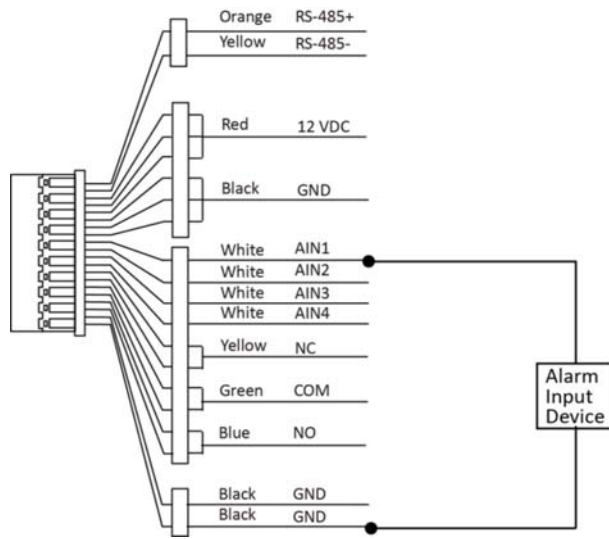 Orange RS-485+
Yellow RS-485-
Red 12 VDC
Black GND
White AIN1
White AIN2
White AIN3
White AIN4
Yellow NC
Green COM
Blue NO
Alarm
Input
Device
Black GND
Black GND